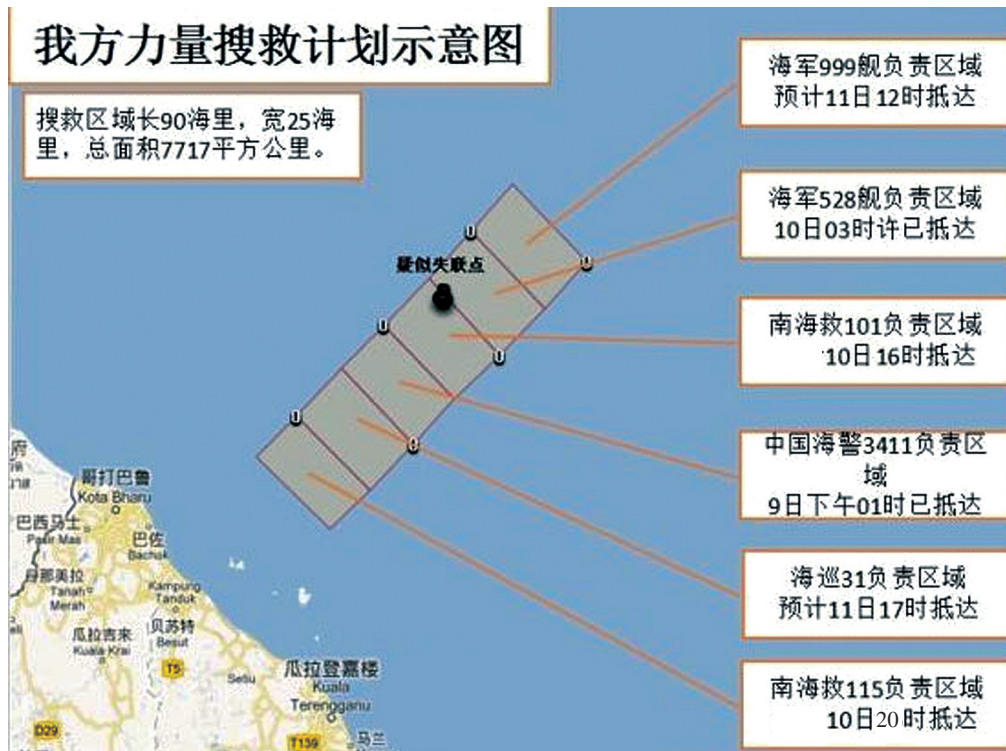 我方力量搜救计划示意图
搜救区域长90海里，宽25海
里，总面积7717平方公里。
海军999舰负责区域
预计11日12时抵达
海军528舰负责区域
10日03时许已抵达
南海救101负责区域
10日16时抵达
中国海警3411负责区
域
9日下午01时已抵达
海巡31负责区域
预计11日17时抵达
南海救115负责区域
10日20时抵达
疑似失联点
0
0
0
0
0
0
府
哥打巴鲁
Kota Bharu
巴西马士
Pasir Mas
巴佐
Bachok
丹那美拉
Tanah
Merah
Kampung
Tanduk
瓜拉吉来
Kuala Krai
贝苏特
Besut
T5
Setiu
瓜拉登嘉楼
Kuala
Terengganu
D29
T139
马兰